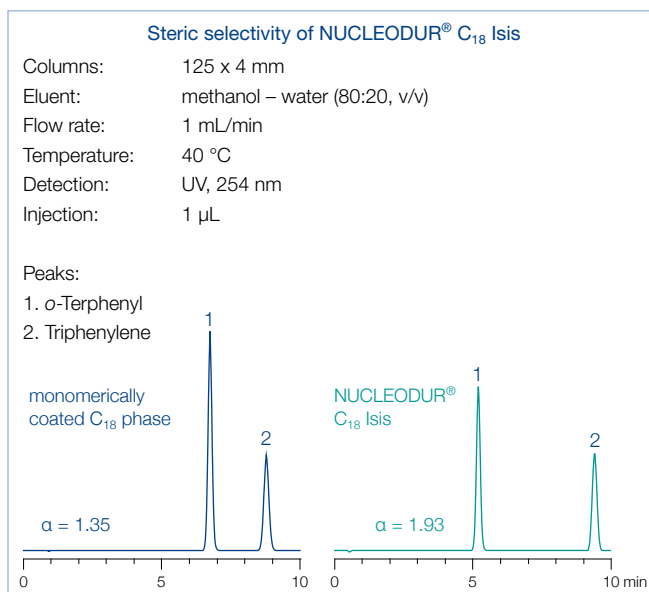 Steric selectivity of NUCLEODUR® C₁₈ Isis
Columns: 125 x 4 mm
Eluent: methanol – water (80:20, v/v)
Flow rate: 1 mL/min
Temperature: 40 °C
Detection: UV, 254 nm
Injection: 1 µL
Peaks:
1. o-Terphenyl
2. Triphenylene
1
2
monomerically
coated C₁₈ phase
α = 1.35
0 5 10
1
2
NUCLEODUR®
C₁₈ Isis
α = 1.93
0 5 10 min